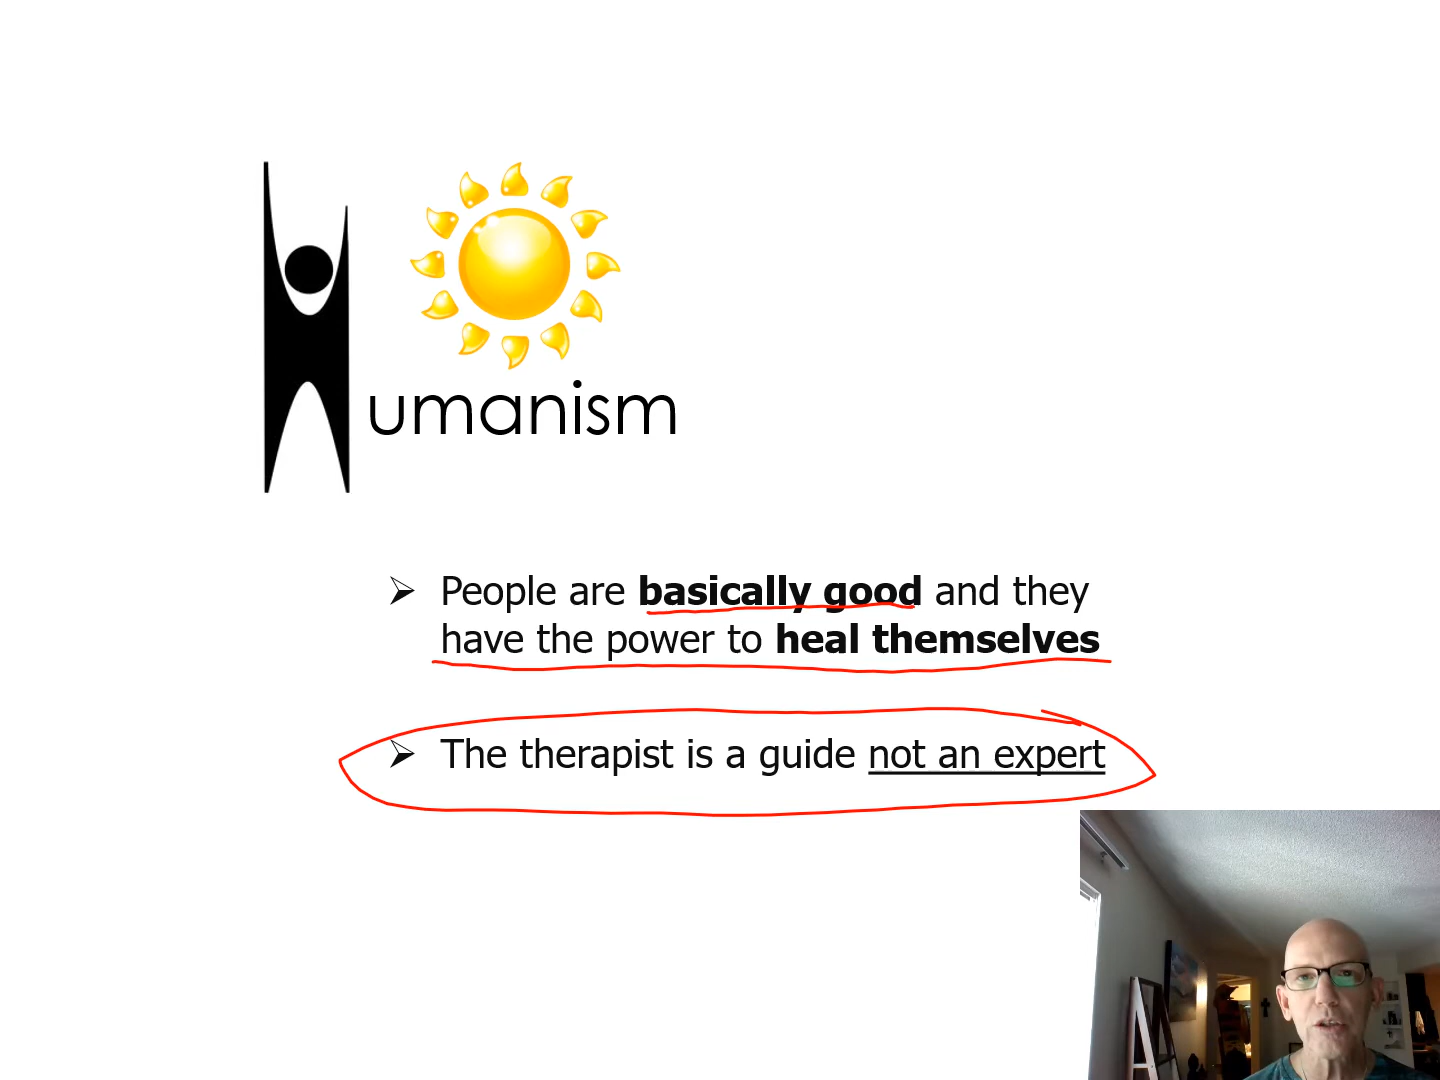 Humanism
➢ People are basically good and they
have the power to heal themselves
➢ The therapist is a guide not an expert